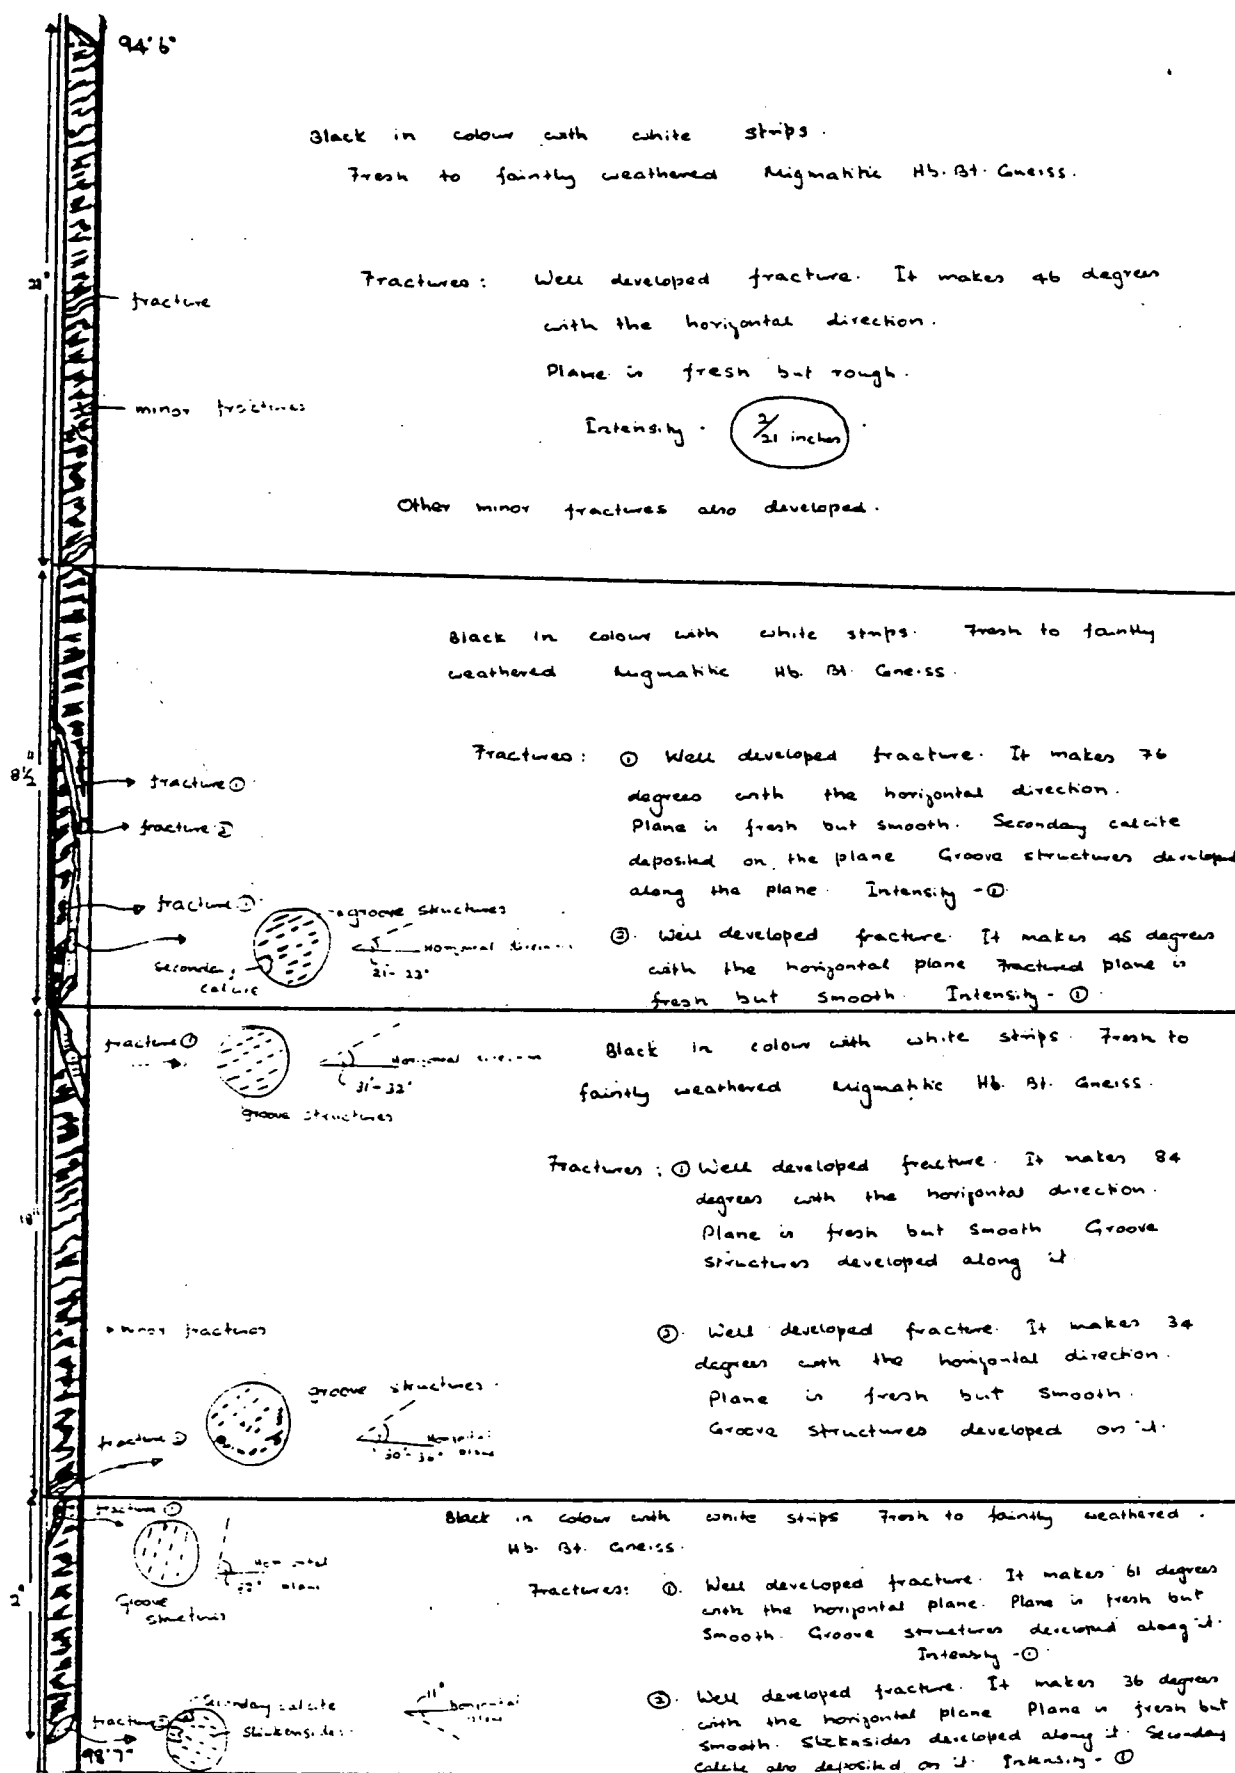 94'6"
Black in colour with white strips.
Fresh to faintly weathered Migmatitic Hb. Bt. Gneiss.
Fractures: Well developed fracture. It makes 46 degrees
with the horizontal direction.
Plane is fresh but rough.
Intensity. 2/21 inches
Other minor fractures also developed.
fracture
minor fractures
Black in colour with white strips. Fresh to faintly
weathered Migmatitic Hb. Bt. Gneiss.
8½"
Fractures: ① Well developed fracture. It makes 76
degrees with the horizontal direction.
Plane is fresh but smooth. Seconday calcite
deposited on the plane Groove structures developed
along the plane. Intensity - ①
②. Well developed fracture. It makes 45 degrees
with the horizontal plane Fractured plane is
fresh but smooth. Intensity - ①
fracture ①
fracture ②
fracture ①
groove structures
21°-23°
fracture ①
31°-32°
groove structures
Black in colour with white strips. Fresh to
faintly weathered Migmatitic Hb. Bt. Gneiss.
18"
Fractures: ① Well developed fracture. It makes 84
degrees with the horizontal direction.
Plane is fresh but smooth Groove
structures developed along it
②. Well developed fracture. It makes 34
degrees with the horizontal direction.
Plane is fresh but smooth.
Groove structures developed on it.
minor fractures
groove structures.
fracture ②
Horizontal plane
fracture ①
Groove structures
Horizontal plane
Black in colour with white strips Fresh to faintly weathered.
Hb. Bt. Gneiss.
Fractures: ①. Well developed fracture. It makes 61 degrees
with the horizontal plane. Plane is fresh but
smooth. Groove structures developed along it.
Intensity - ①
②. Well developed fracture. It makes 36 degrees
with the horizontal plane Plane is fresh but
smooth. Slicknsides developed along it. Seconday
calcite also deposited on it. Intensity - ①
Seconday calcite
Slickensides
11°
horizontal plane
fracture ②
98'7"